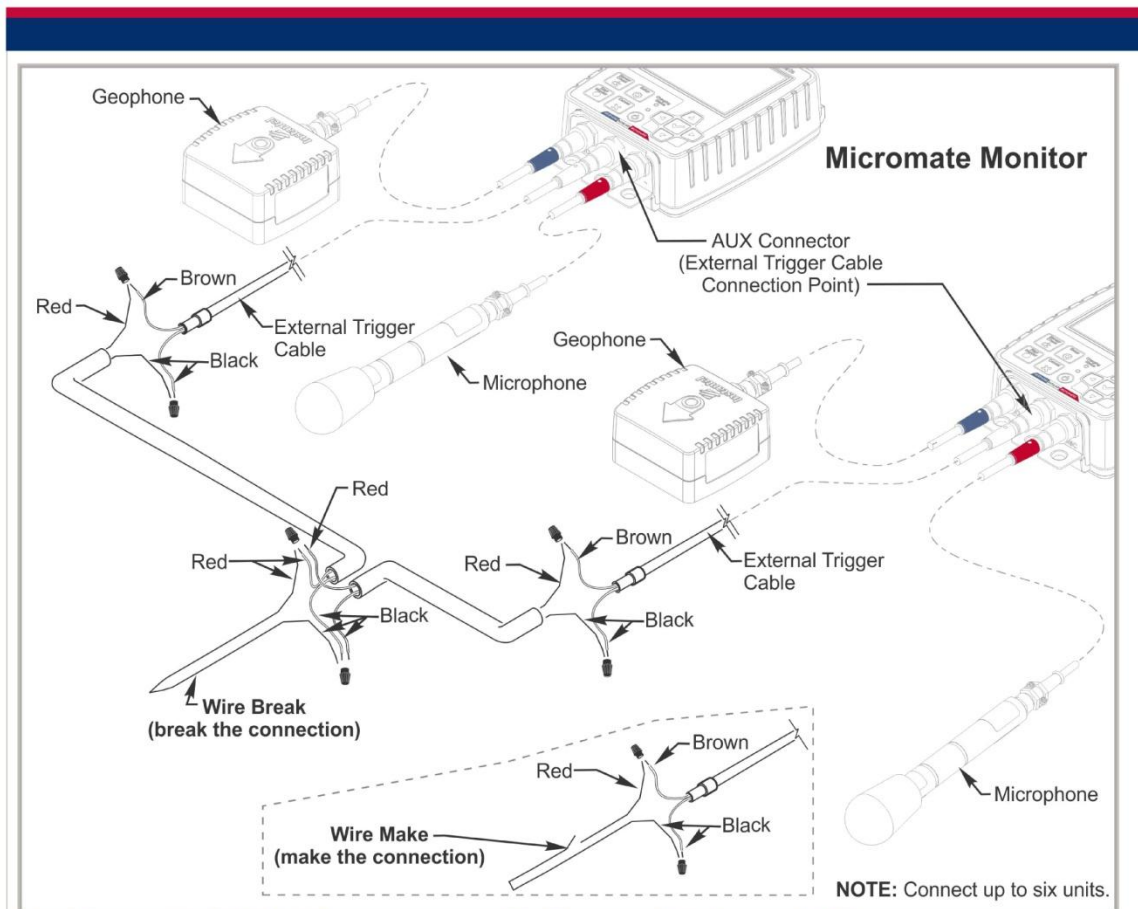 Geophone
Micromate Monitor
AUX Connector
(External Trigger Cable
Connection Point)
Brown
Red
External Trigger
Cable
Black
Microphone
Geophone
Red
Red
Black
Brown
Red
External Trigger
Cable
Black
Wire Break
(break the connection)
Brown
Red
Black
Wire Make
(make the connection)
Microphone
NOTE: Connect up to six units.